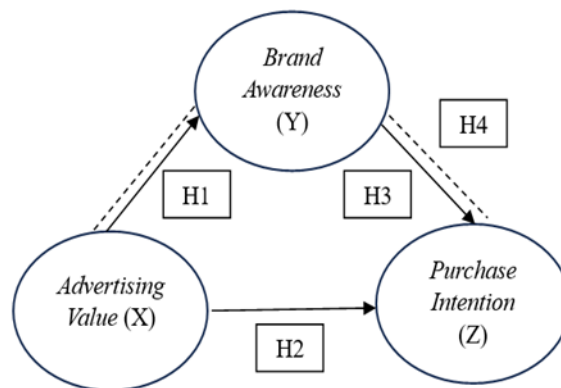 Brand
Awareness
(Y)
H4
H1
H3
Advertising
Value (X)
Purchase
Intention
(Z)
H2